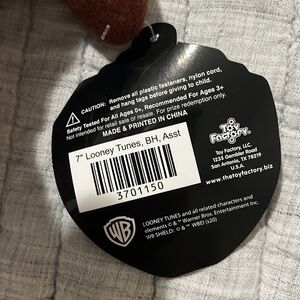 CAUTION: Remove all plastic fasteners, nylon cord,
and hang tags before giving to child.
Safety Tested For All Ages 0+, Recommended For Ages 3+
Not intended for retail sale or resale. For prize redemption only.
MADE & PRINTED IN CHINA
7" Looney Tunes, BH, Asst
3701150
Toy
Factory
Toy Factory, LLC.
1235 Gembler Road
San Antonio, TX 78219
U.S.A.
www.thetoyfactory.biz
WB
LOONEY TUNES and all related characters and
elements © & ™ Warner Bros. Entertainment Inc.
WB SHIELD: © & ™ WBEI (s20)